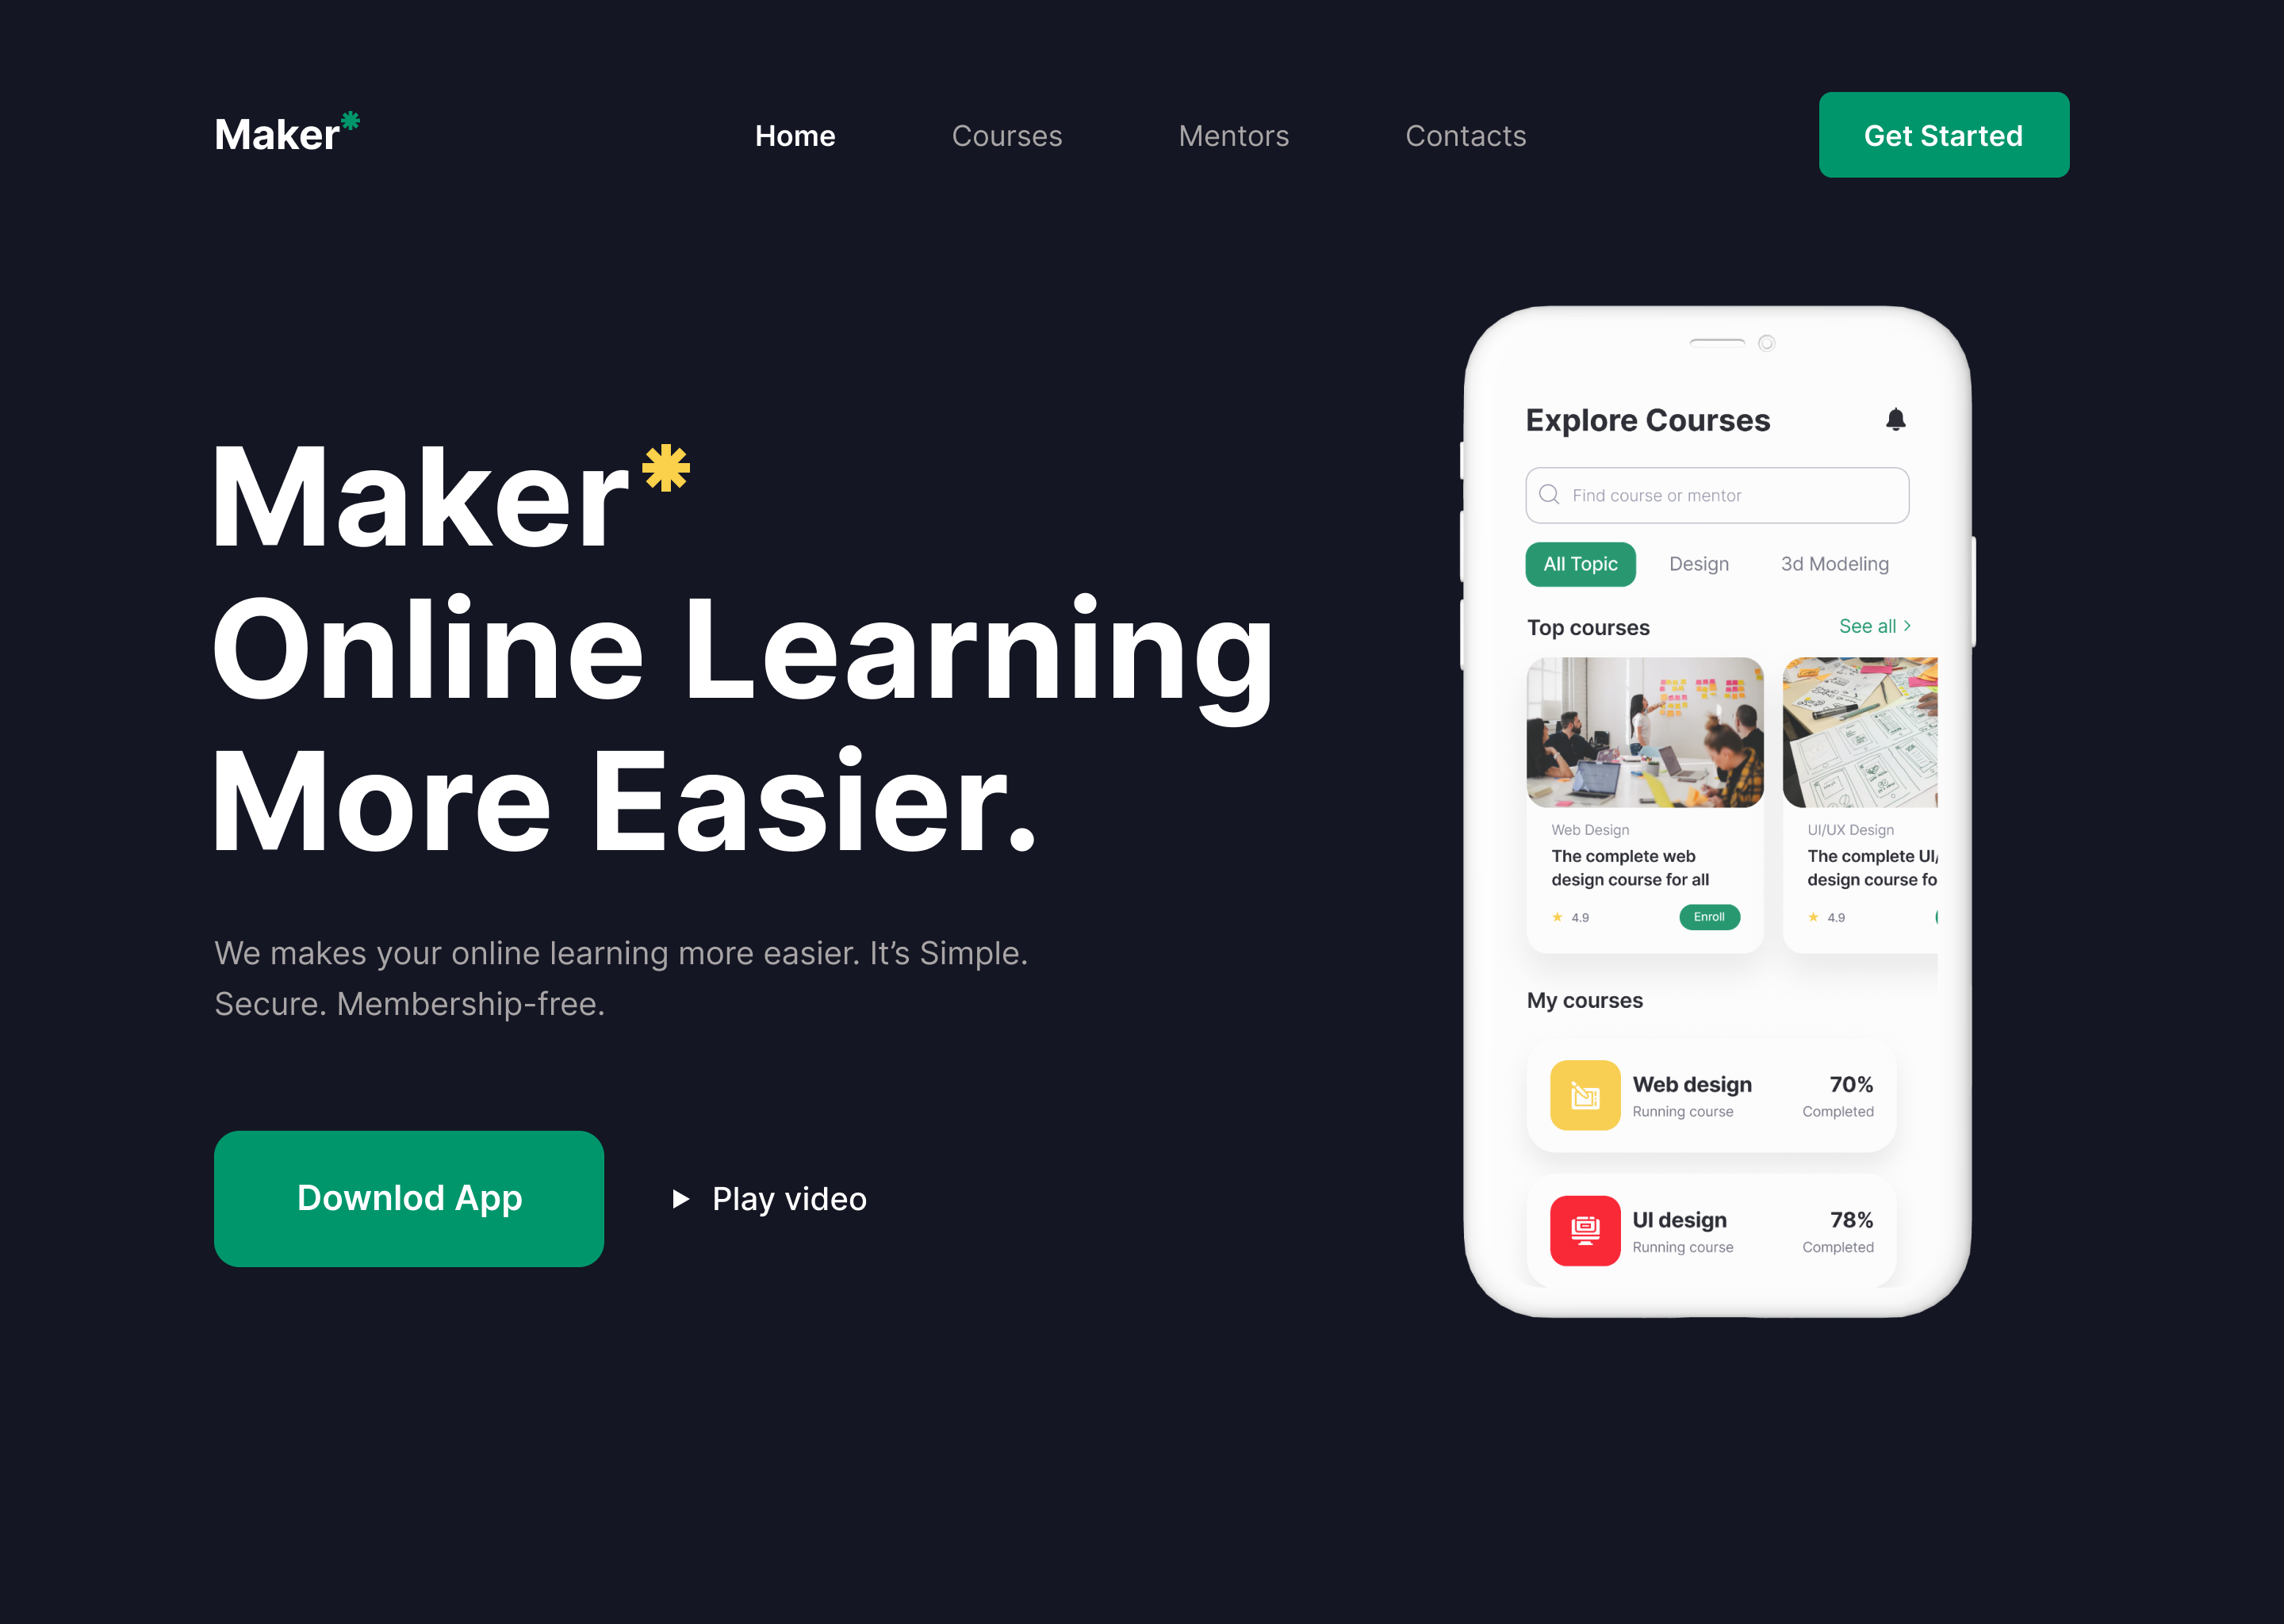 Maker*
Home Courses Mentors Contacts
Get Started
Maker*
Online Learning
More Easier.
We makes your online learning more easier. It’s Simple.
Secure. Membership-free.
Downlod App
Play video
Explore Courses
Find course or mentor
All Topic Design 3d Modeling
Top courses See all >
Web Design
The complete web
design course for all
4.9 Enroll
UI/UX Design
The complete UI/
design course fo
4.9
My courses
Web design 70%
Running course Completed
UI design 78%
Running course Completed